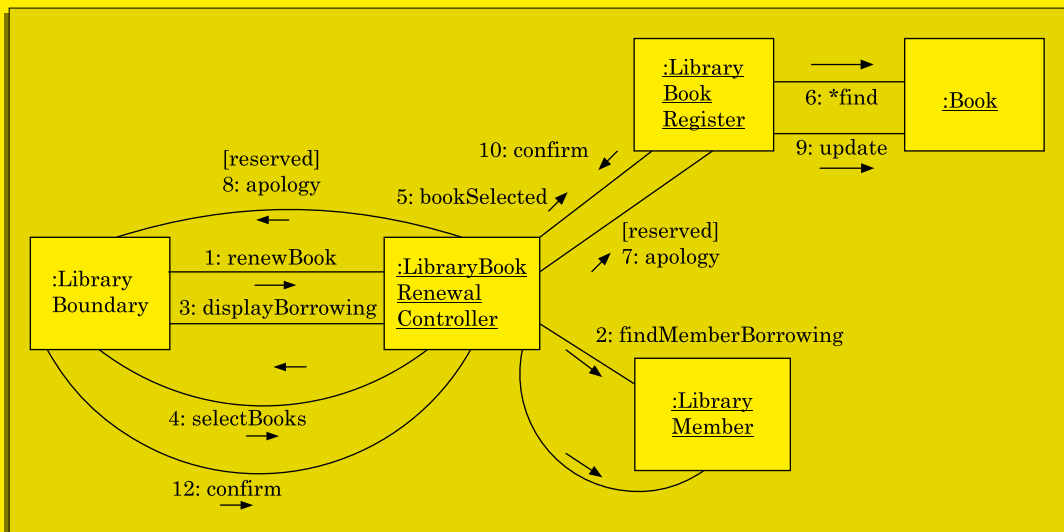 :Library
Book
Register
6: *find
:Book
9: update
10: confirm
[reserved]
8: apology
5: bookSelected
[reserved]
7: apology
:Library
Boundary
1: renewBook
3: displayBorrowing
:LibraryBook
Renewal
Controller
2: findMemberBorrowing
:Library
Member
4: selectBooks
12: confirm